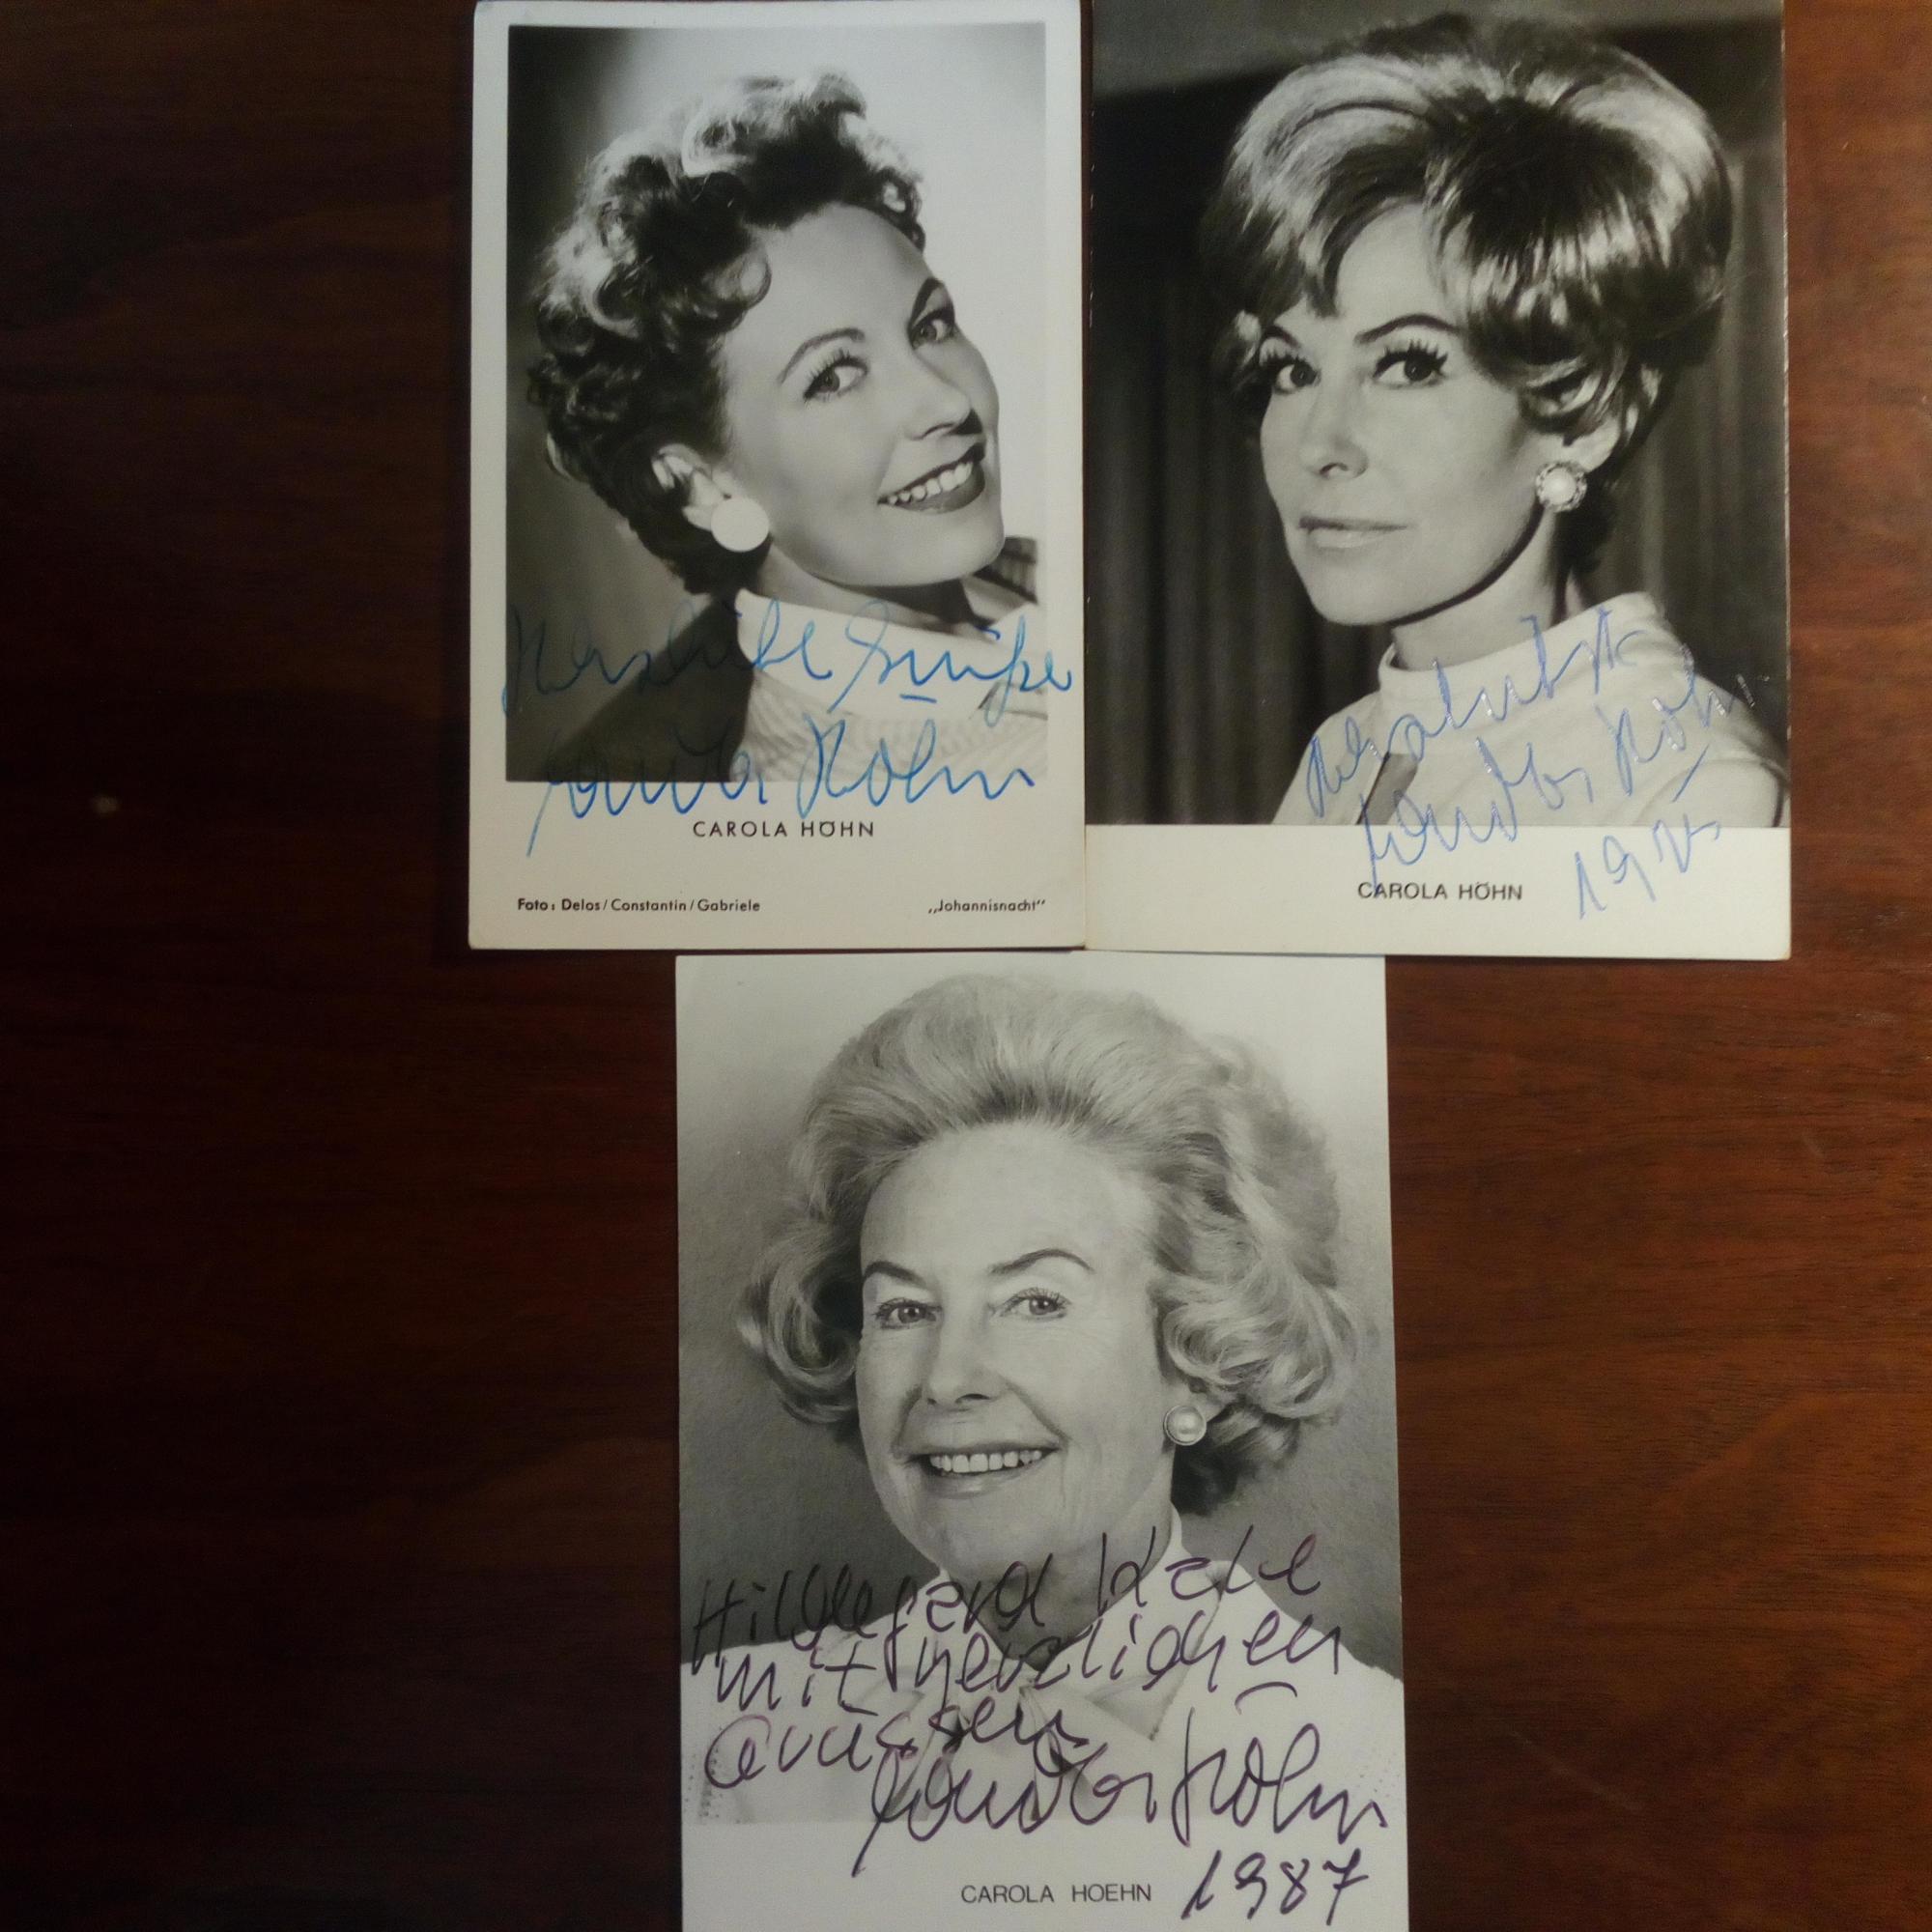 Herzliche Grüße
Carola Höhn
CAROLA HÖHN
Foto: Delos/Constantin/Gabriele
„Johannisnacht“
Carola Höhn
CAROLA HÖHN
Hildegard
mit herzlichen
Grüssen
Carola Höhn
1987
CAROLA HOEHN